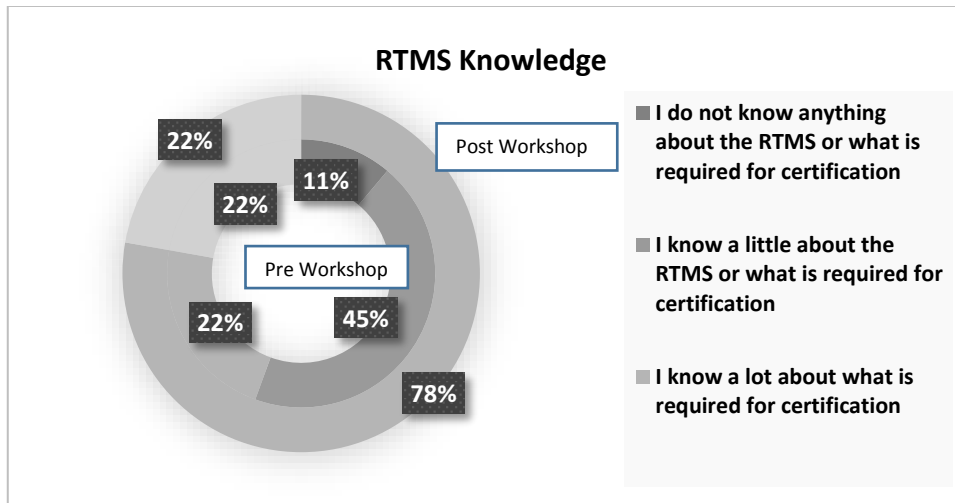 RTMS Knowledge
22%
Post Workshop
11%
22%
Pre Workshop
22%
45%
78%
I do not know anything
about the RTMS or what is
required for certification
I know a little about the
RTMS or what is required for
certification
I know a lot about what is
required for certification